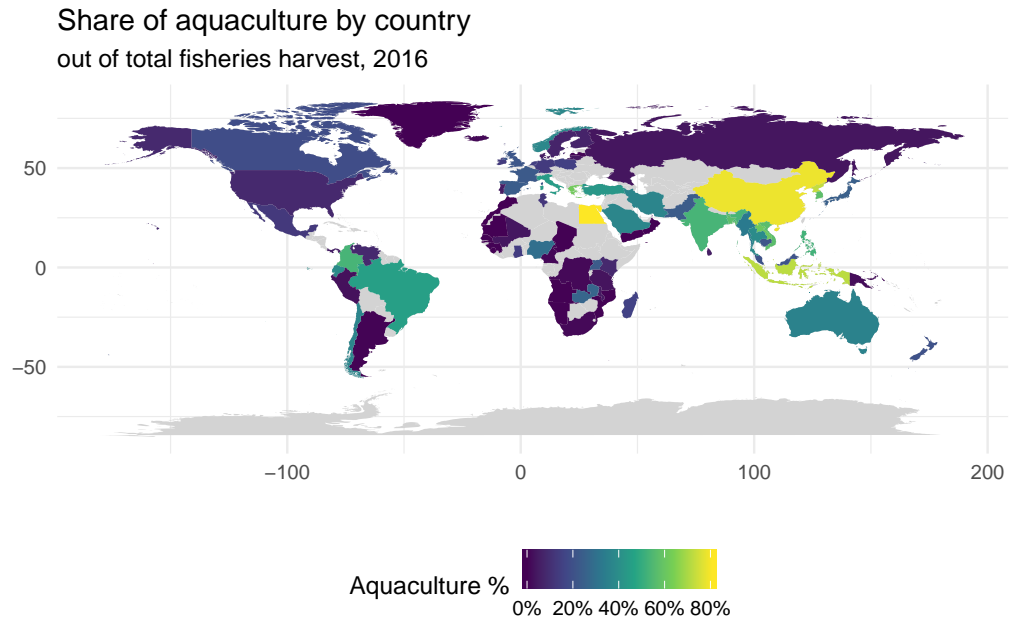 Share of aquaculture by country
out of total fisheries harvest, 2016
50
0
−50
−100 0 100 200
Aquaculture %
0% 20% 40% 60% 80%